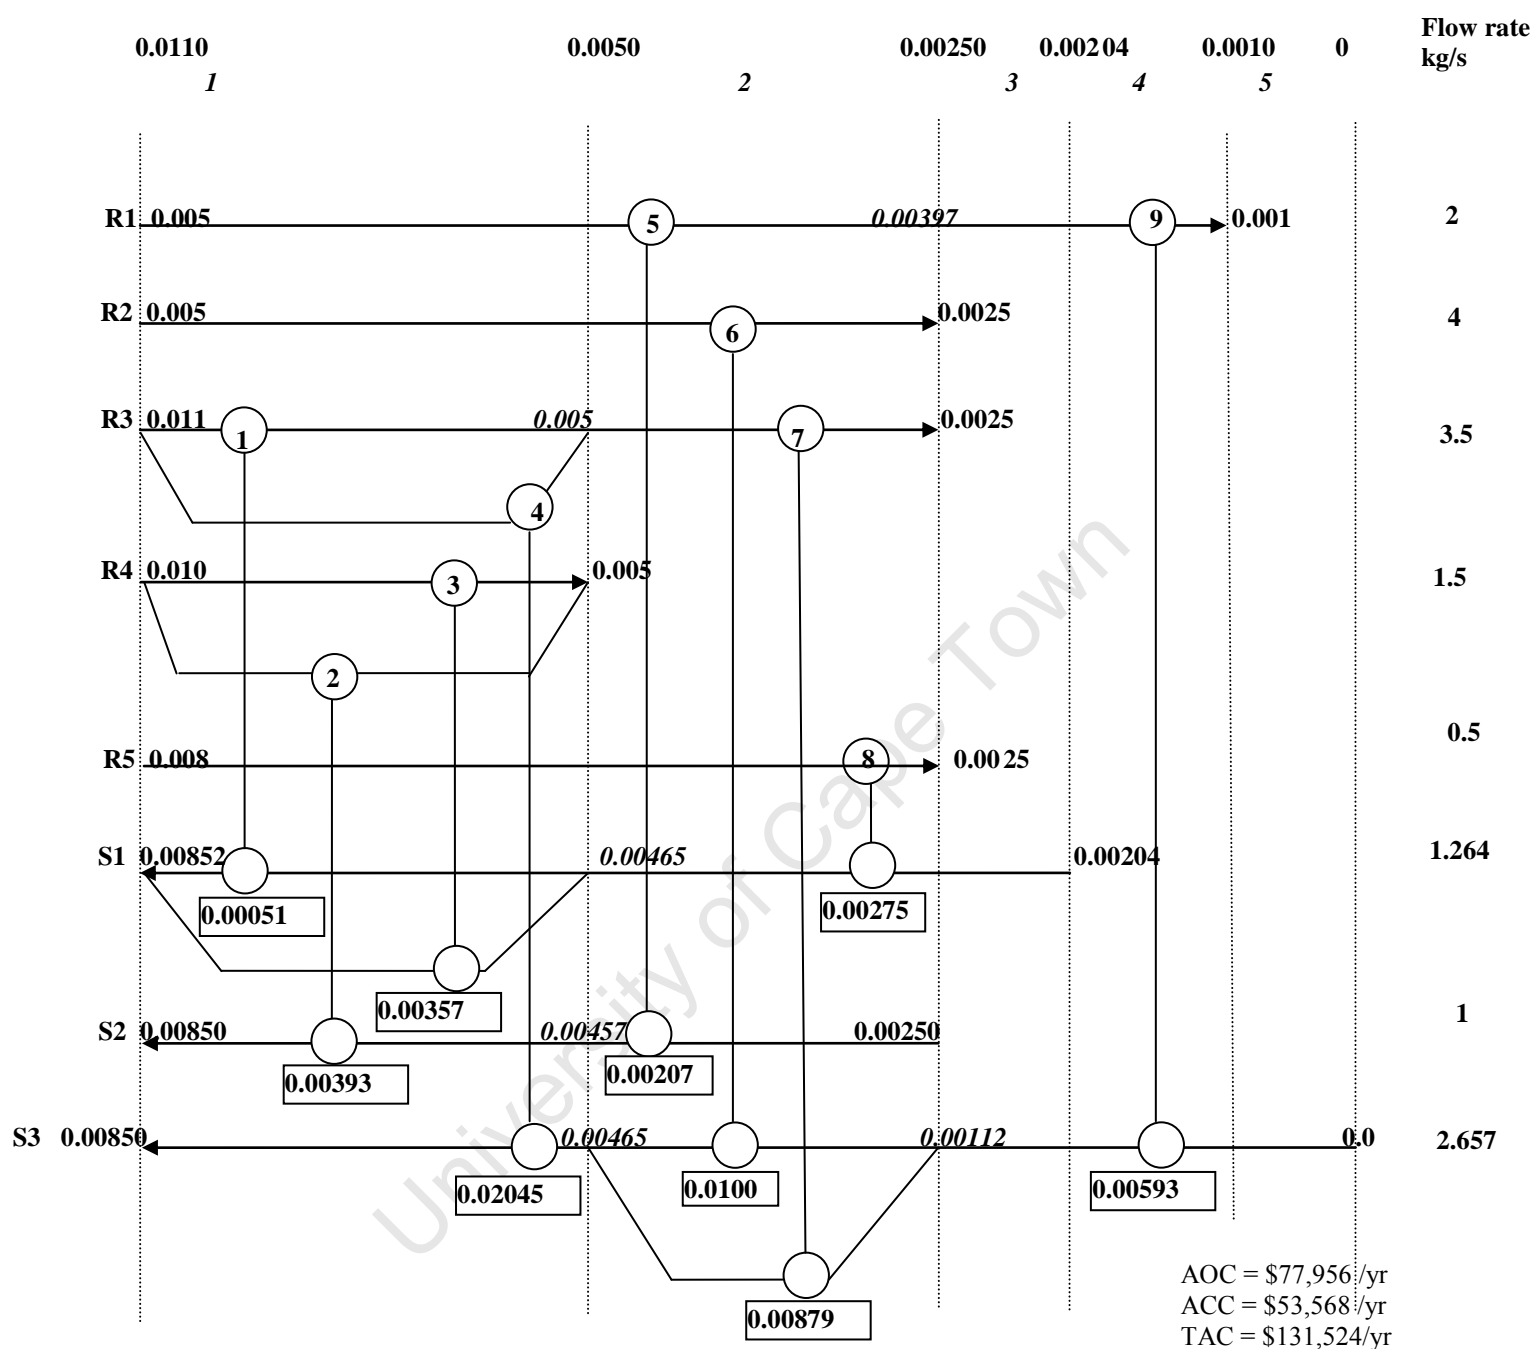 Flow rate
kg/s
0.0110 0.0050 0.00250 0.00204 0.0010 0
1 2 3 4 5
R1 0.005 5 0.00397 9 0.001 2
R2 0.005 6 0.0025 4
R3 0.011 1 0.005 7 0.0025 3.5
4
R4 0.010 3 0.005 1.5
2
R5 0.008 8 0.0025 0.5
S1 0.00852 0.00465 0.00204 1.264
0.00051 0.00275
0.00357
S2 0.00850 0.00457 0.00250 1
0.00393 0.00207
S3 0.00850 0.00465 0.00112 0.0 2.657
0.02045 0.0100 0.00593
0.00879
AOC = $77,956 /yr
ACC = $53,568 /yr
TAC = $131,524/yr
University of Cape Town